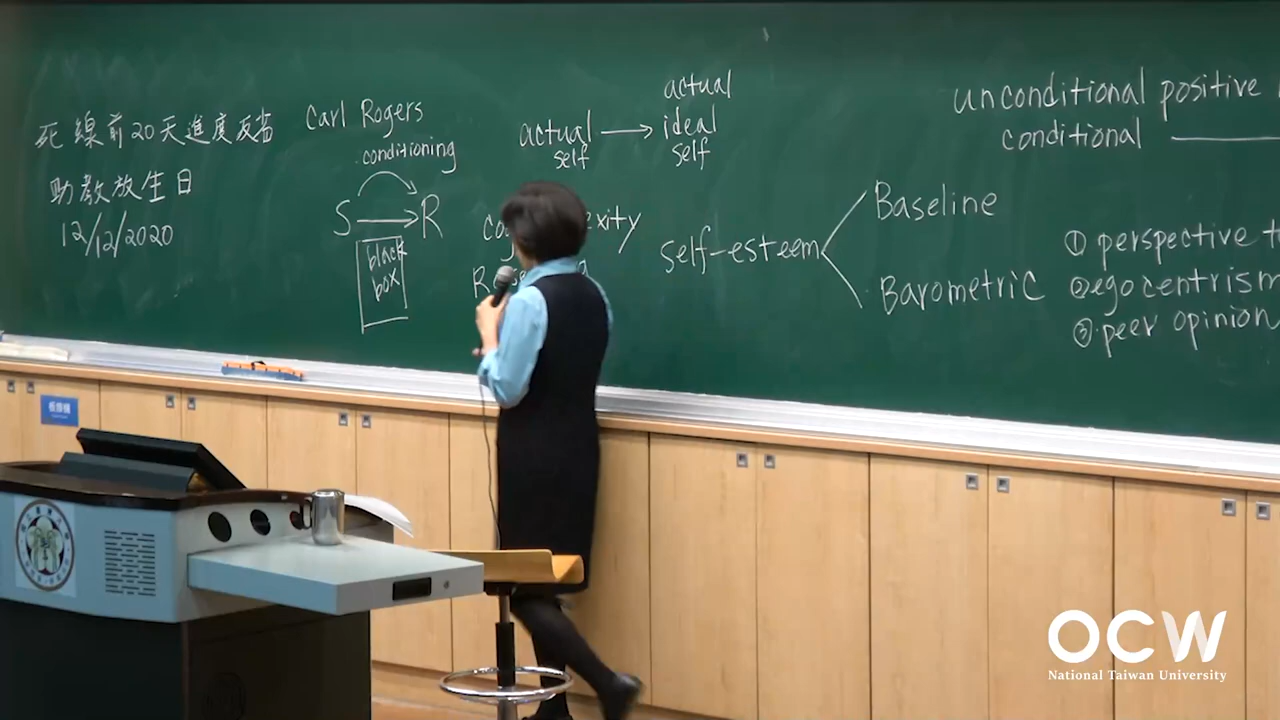 死線前20天進度反省
助教放生日
12/12/2020
Carl Rogers
conditioning
S → R
black
box
actual
self
→
actual
ideal
self
self-esteem
Baseline
Barometric
unconditional positive
conditional
① perspective
② egocentrism
③ peer opinion
OCW
National Taiwan University